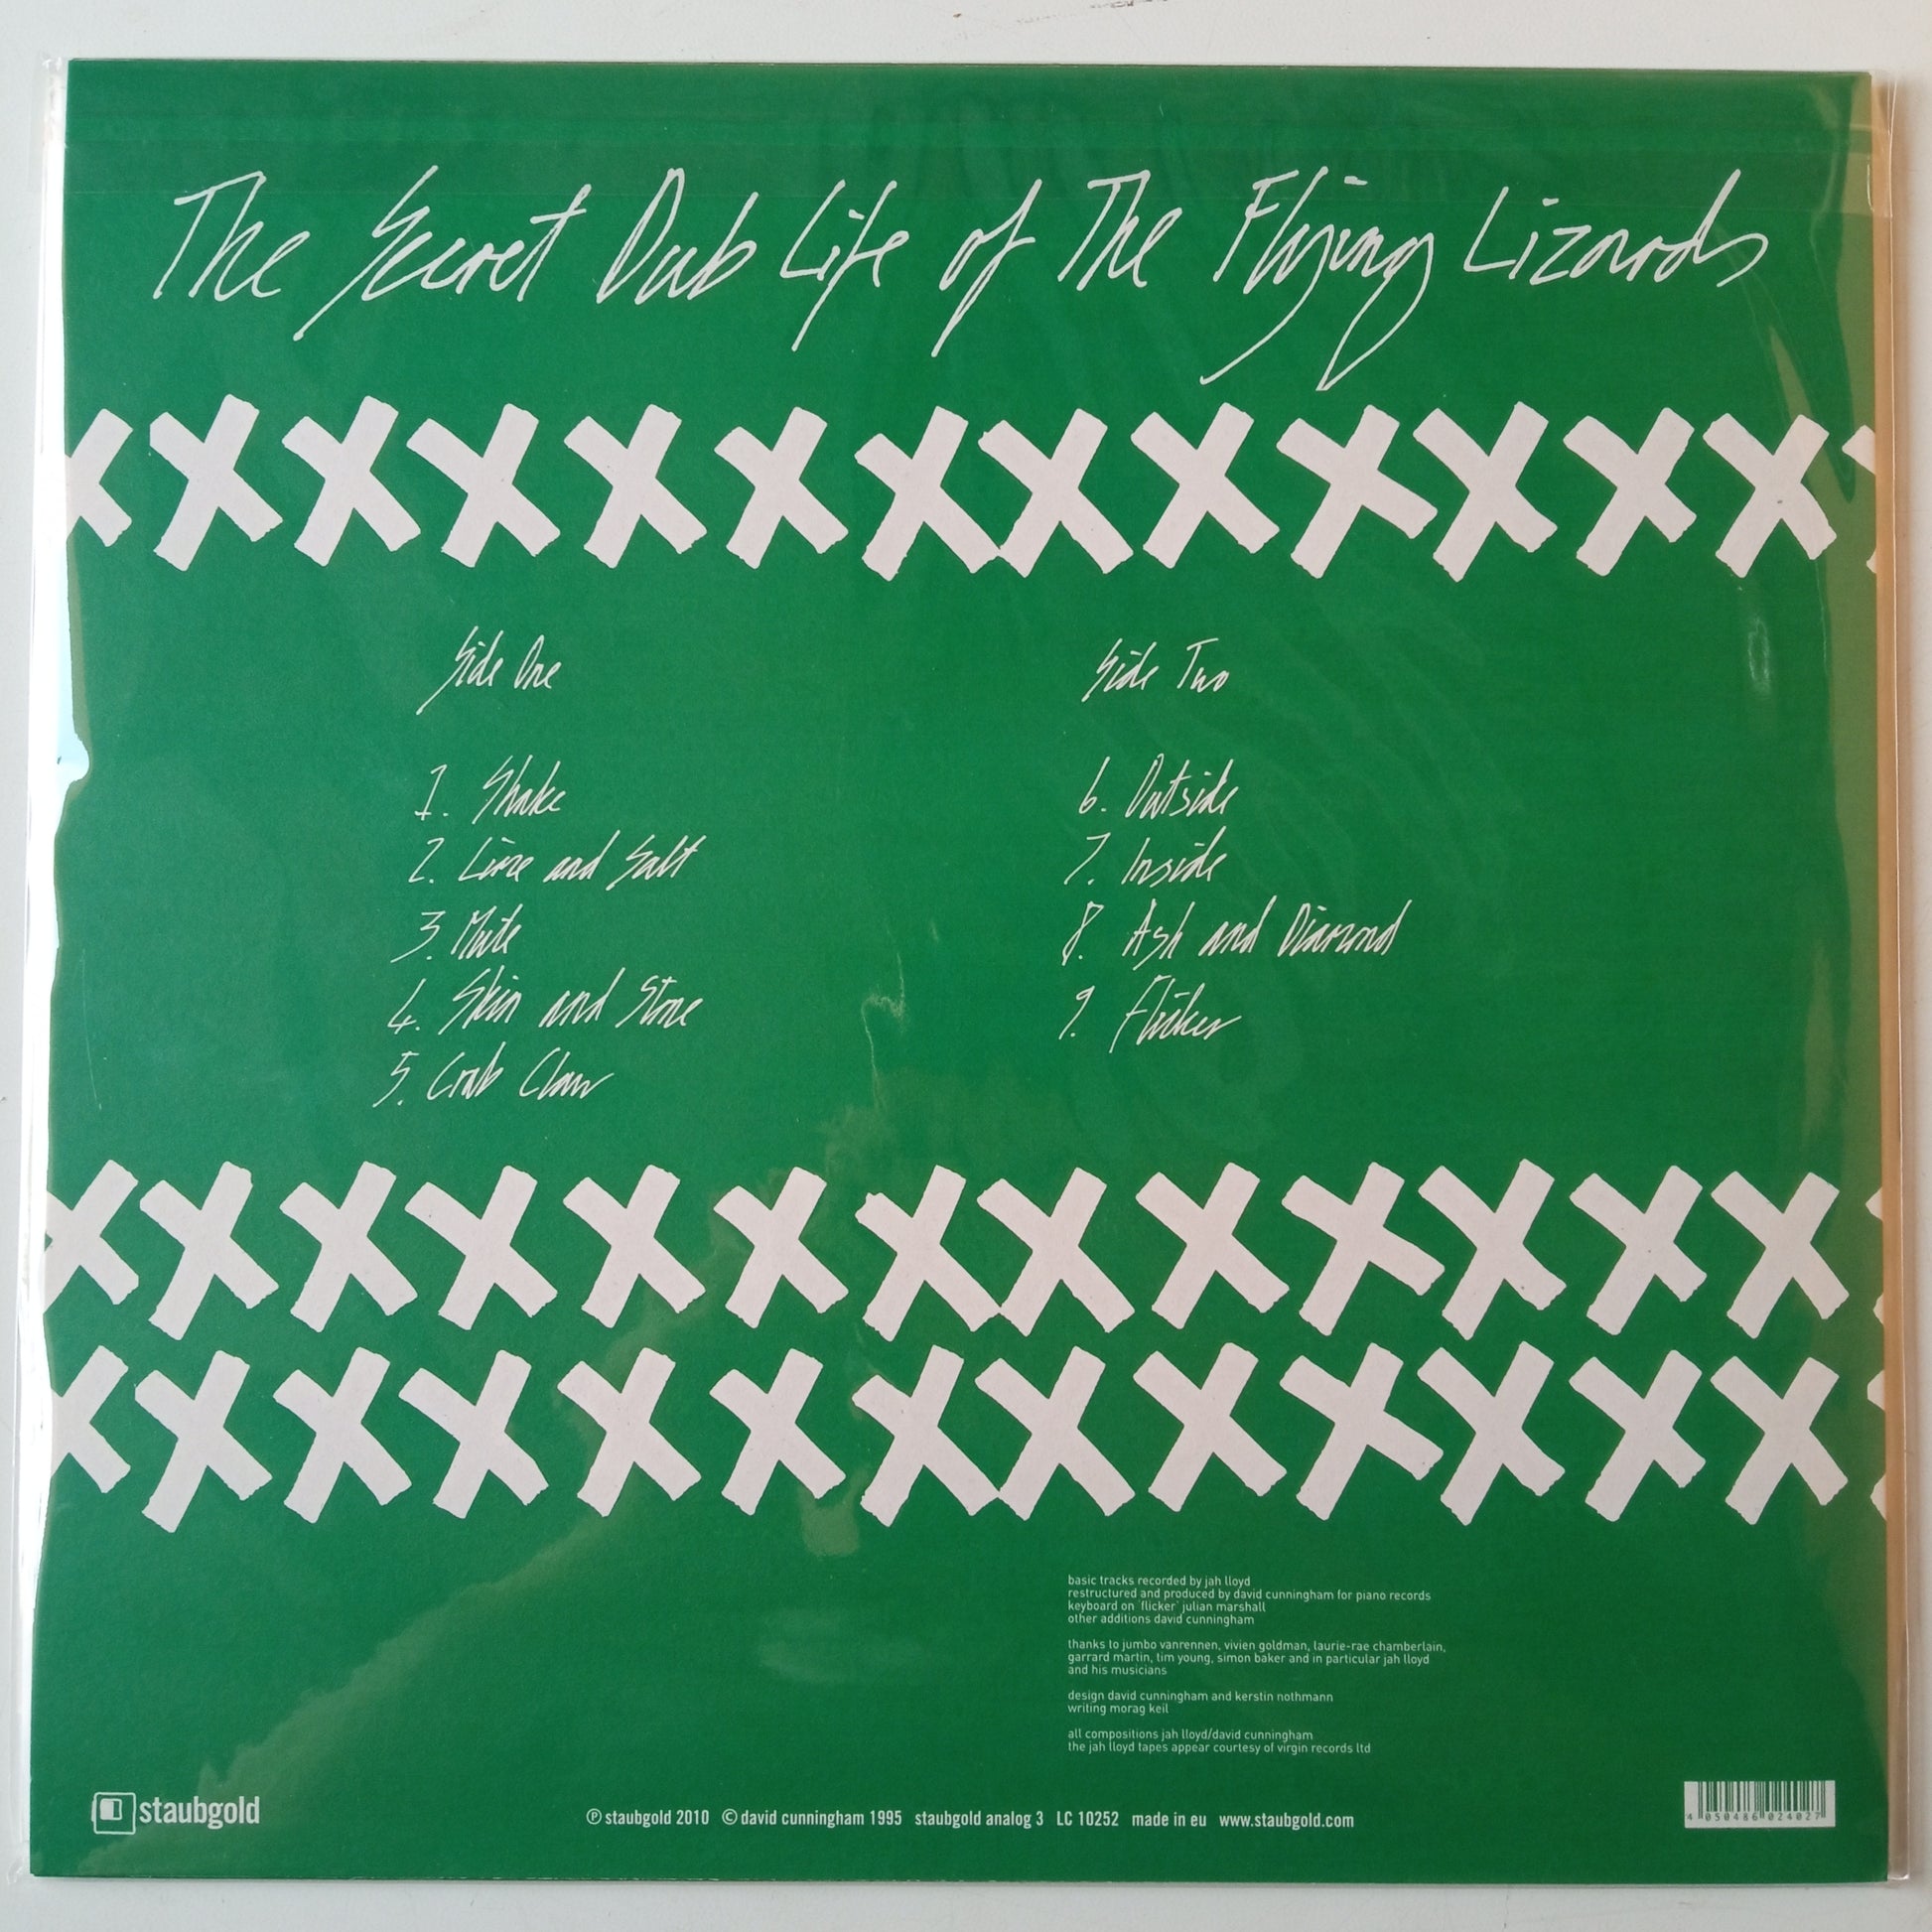 The Secret Dub Life of The Flying Lizards
Side One
1. Shake
2. Lime and Salt
3. Mute
4. Skin and Stone
5. Crab Claw
Side Two
6. Outside
7. Inside
8. Ash and Diamond
9. Flicker
basic tracks recorded by jah lloyd
restructured and produced by david cunningham for piano records
keyboard on 'flicker' julian marshall
other additions david cunningham
thanks to jumbo vanrennen, vivien goldman, laurie-rae chamberlain,
garrard martin, tim young, simon baker and in particular jah lloyd
and his musicians
design david cunningham and kerstin nothmann
writing morag keil
all compositions jah lloyd/david cunningham
the jah lloyd tapes appear courtesy of virgin records ltd
staubgold
℗ staubgold 2010 © david cunningham 1995 staubgold analog 3 LC 10252 made in eu www.staubgold.com
4 050486 024027